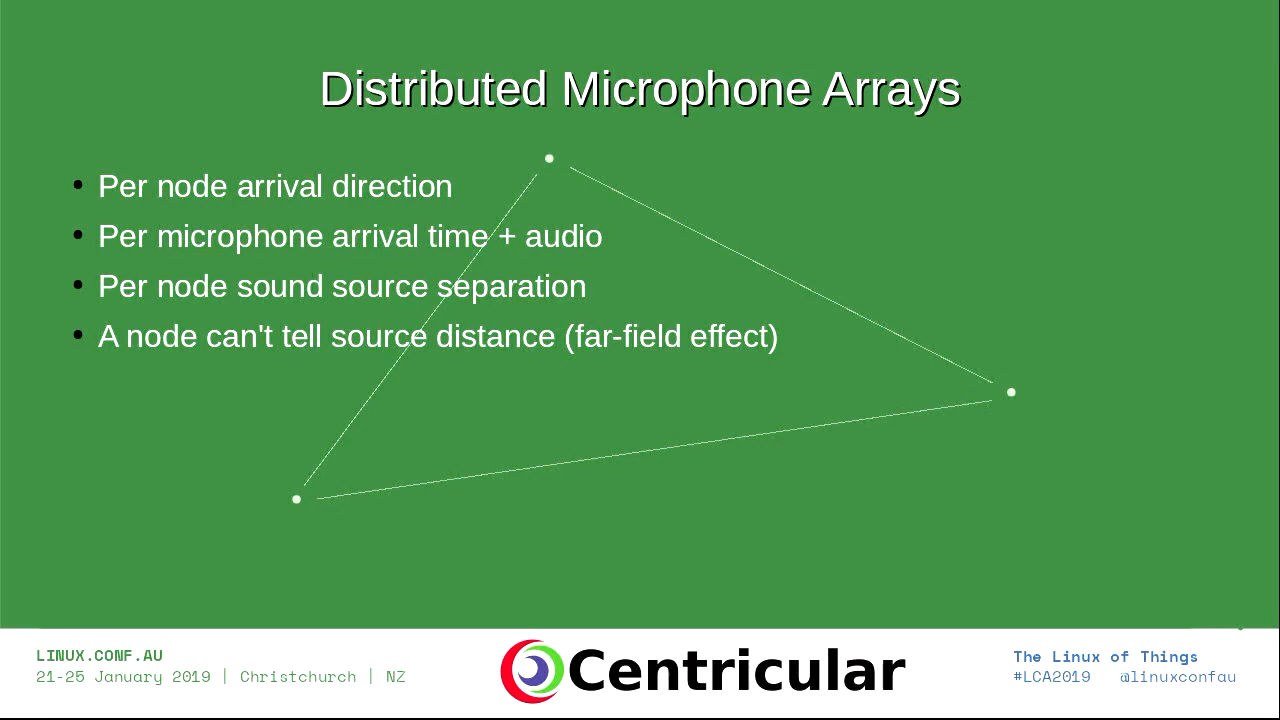 Distributed Microphone Arrays
• Per node arrival direction
• Per microphone arrival time + audio
• Per node sound source separation
• A node can't tell source distance (far-field effect)
LINUX.CONF.AU
21-25 January 2019 | Christchurch | NZ
Centricular
The Linux of Things
#LCA2019 @linuxconfau